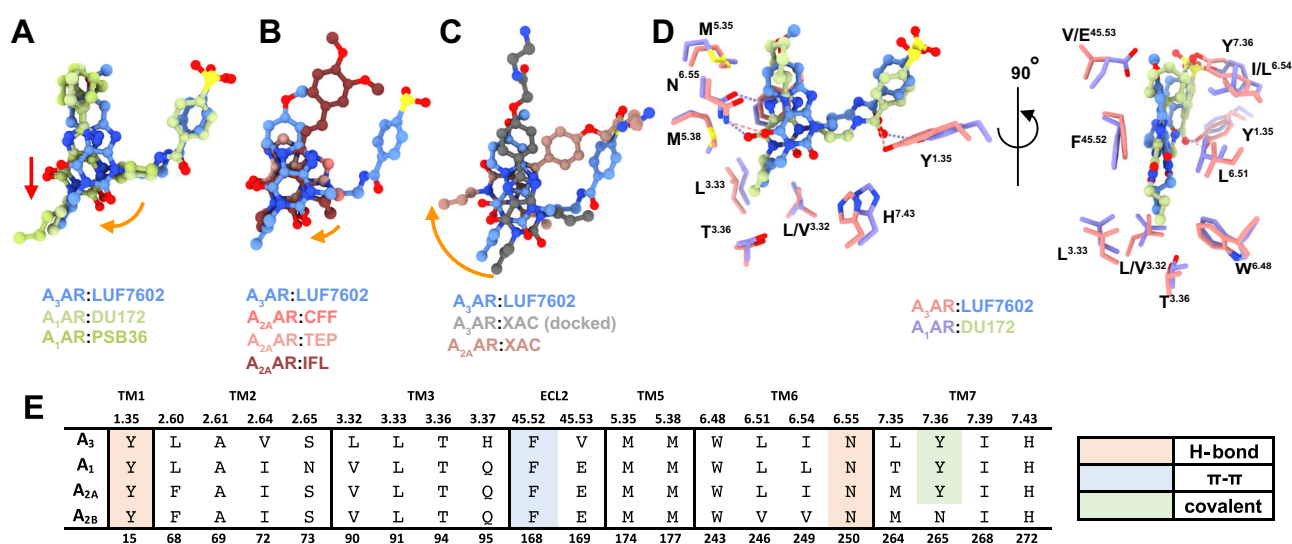 A
B
C
D
A3AR:LUF7602
A1AR:DU172
A1AR:PSB36
A3AR:LUF7602
A2AAR:CFF
A2AAR:TEP
A2AAR:IFL
A3AR:LUF7602
A3AR:XAC (docked)
A2AAR:XAC
M5.35
N6.55
M5.38
L3.33
T3.36
L/V3.32
H7.43
Y1.35
90°
V/E45.53
Y7.36
I/L6.54
F45.52
Y1.35
L6.51
L3.33
L/V3.32
T3.36
W6.48
A3AR:LUF7602
A1AR:DU172
E
TM1 TM2 TM3 ECL2 TM5 TM6 TM7
1.35 2.60 2.61 2.64 2.65 3.32 3.33 3.36 3.37 45.52 45.53 5.35 5.38 6.48 6.51 6.54 6.55 7.35 7.36 7.39 7.43
A3 Y L A V S L L T H F V M M W L I N L Y I H
A1 Y L A I N V L T Q F E M M W L L N T Y I H
A2A Y F A I S V L T Q F E M M W L I N M Y I H
A2B Y F A I S V L T Q F E M M W V V N M N I H
15 68 69 72 73 90 91 94 95 168 169 174 177 243 246 249 250 264 265 268 272
H-bond
π-π
covalent